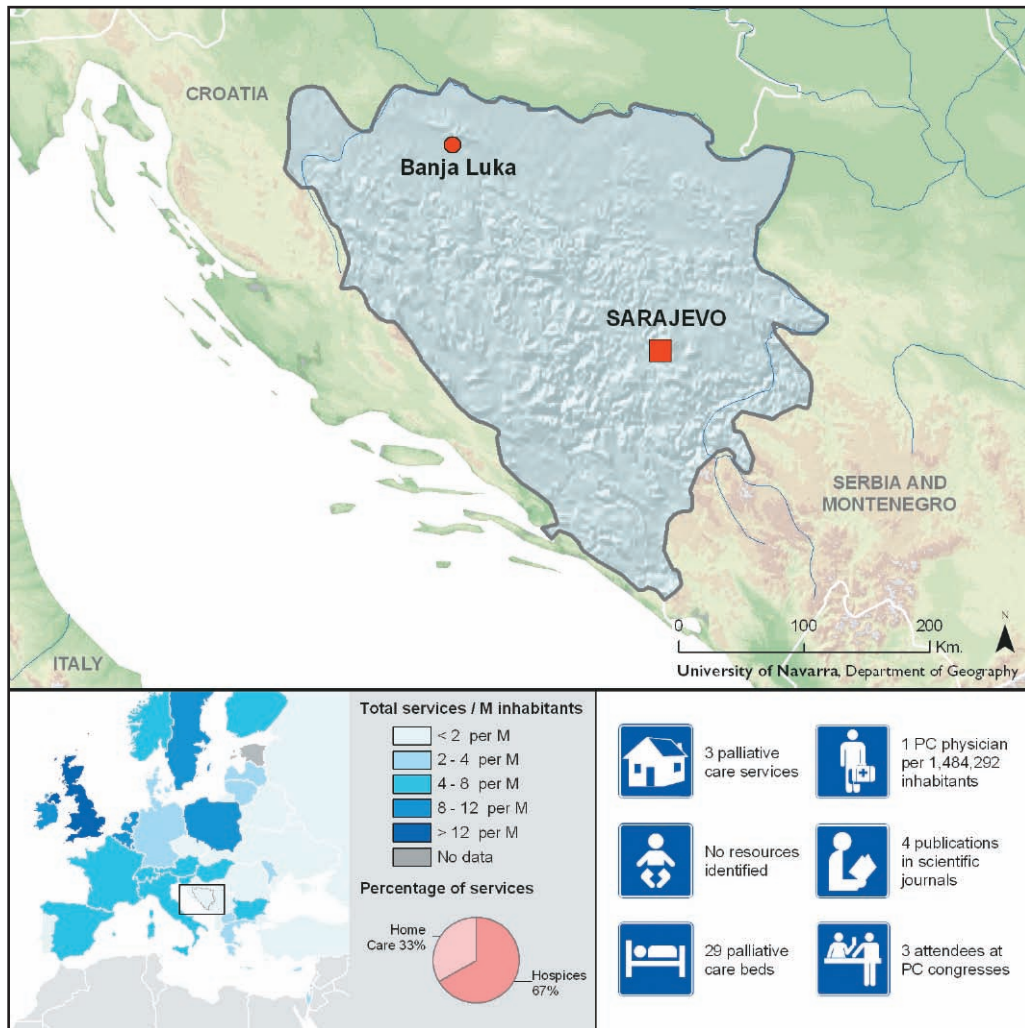 CROATIA
Banja Luka
SARAJEVO
SERBIA AND
MONTENEGRO
ITALY
0 100 200
Km.
N
University of Navarra, Department of Geography
Total services / M inhabitants
< 2 per M
2 - 4 per M
4 - 8 per M
8 - 12 per M
> 12 per M
No data
Percentage of services
Home
Care 33%
Hospices
67%
3 palliative
care services
1 PC physician
per 1,484,292
inhabitants
No resources
identified
4 publications
in scientific
journals
29 palliative
care beds
3 attendees at
PC congresses